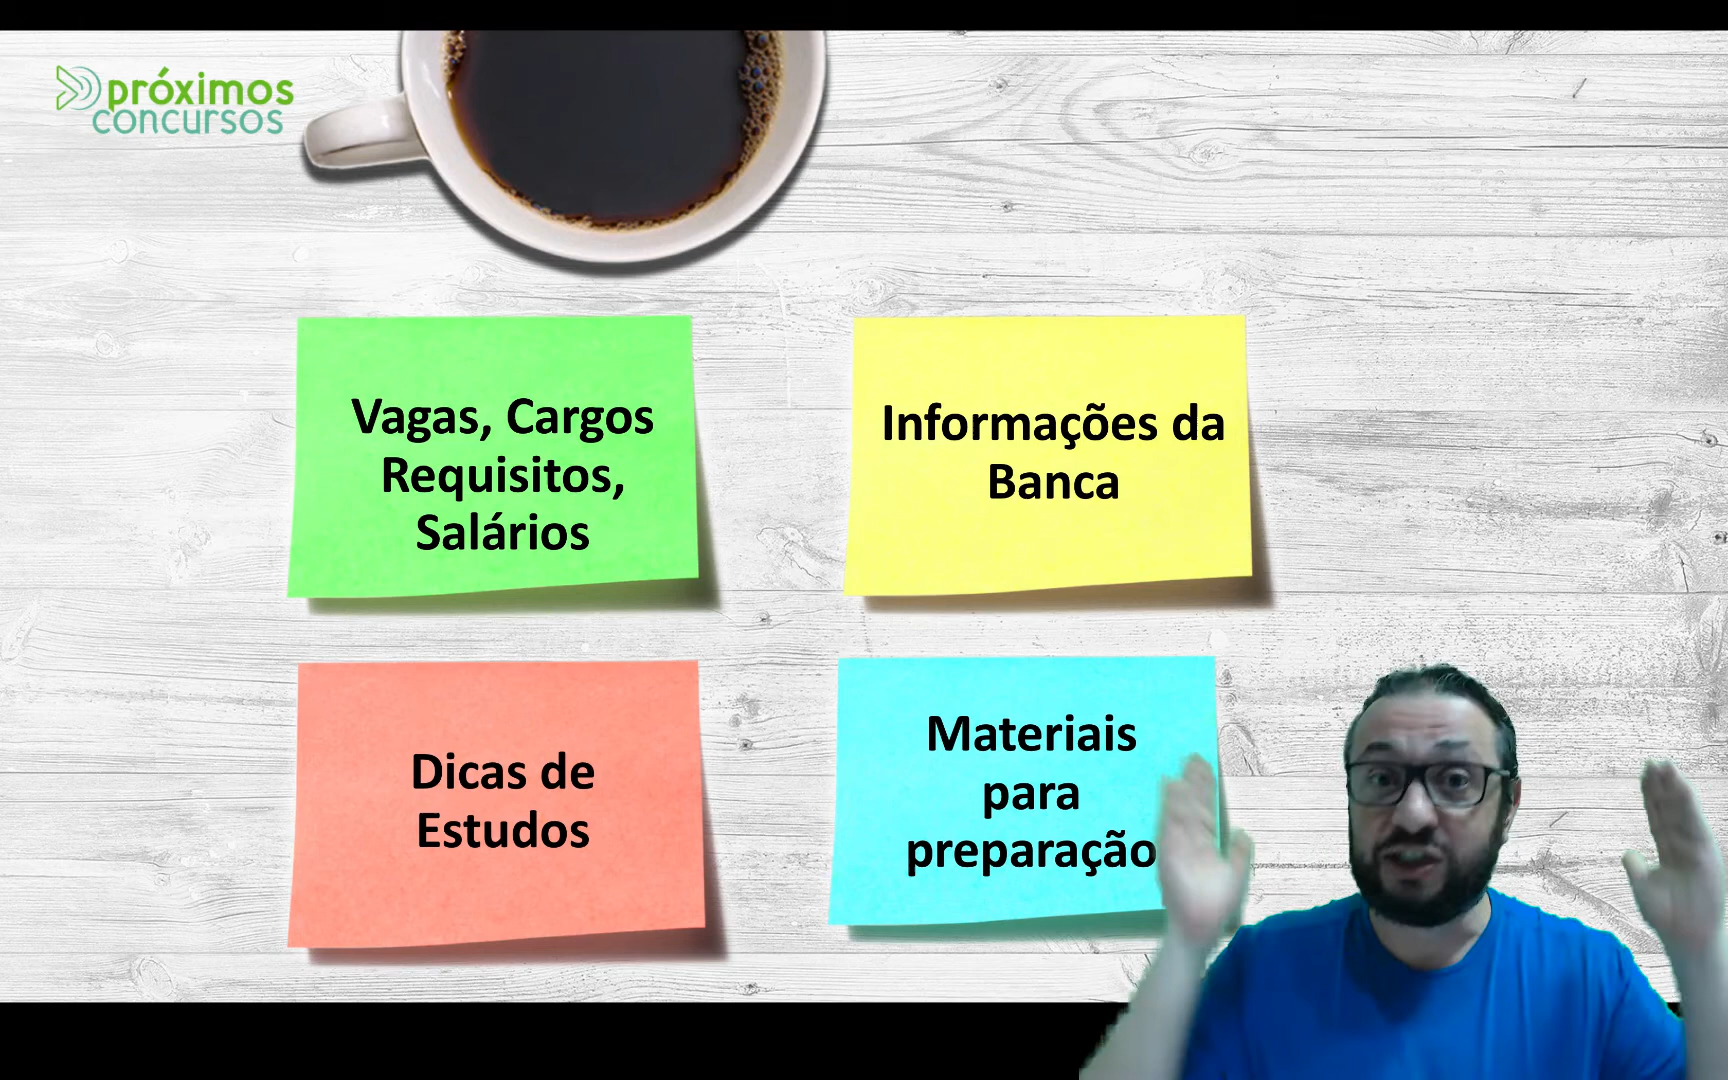 próximos
concursos
Vagas, Cargos
Requisitos,
Salários
Informações da
Banca
Dicas de
Estudos
Materiais
para
preparação